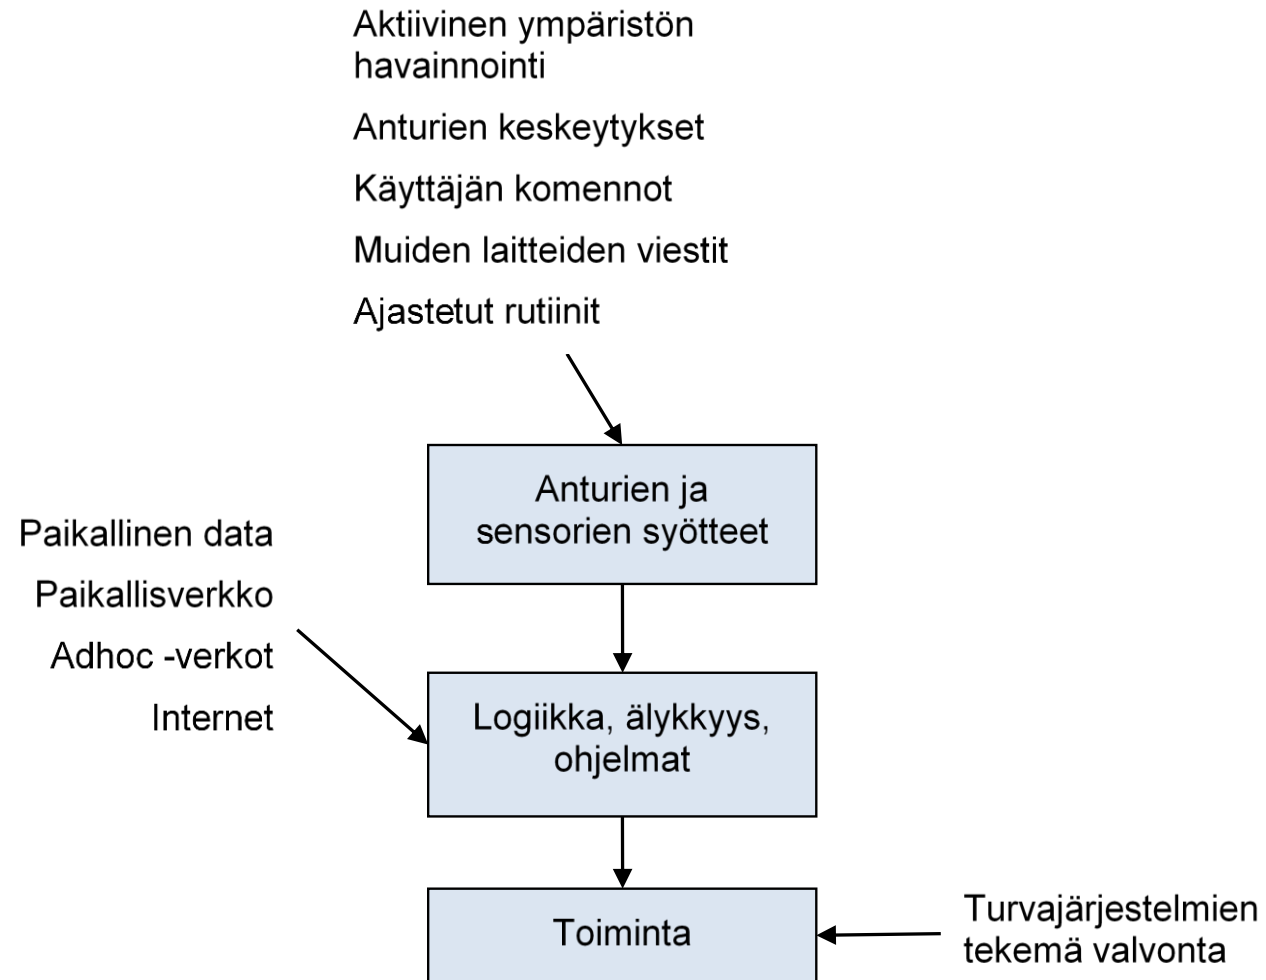 Aktiivinen ympäristön
havainnointi
Anturien keskeytykset
Käyttäjän komennot
Muiden laitteiden viestit
Ajastetut rutiinit
Anturien ja
sensorien syötteet
Paikallinen data
Paikallisverkko
Adhoc -verkot
Internet
Logiikka, älykkyys,
ohjelmat
Toiminta
Turvajärjestelmien
tekemä valvonta